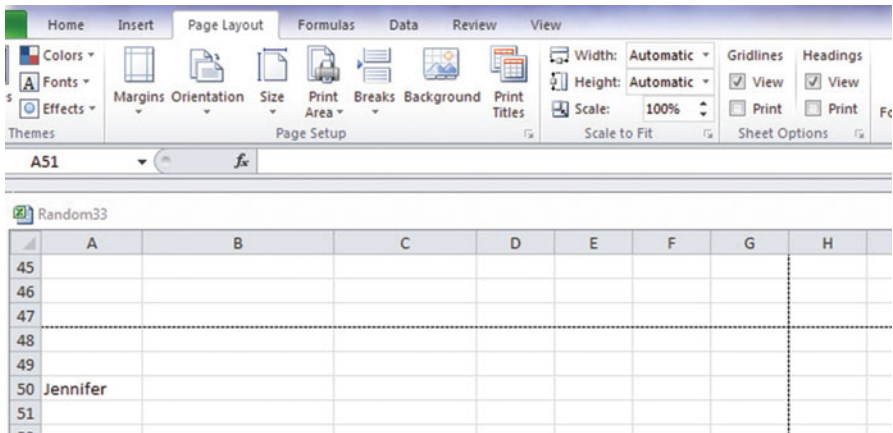 Home Insert Page Layout Formulas Data Review View
Colors Width: Automatic Gridlines Headings
A Fonts Height: Automatic View View
s Effects Margins Orientation Size Print Area Breaks Background Print Titles Scale: 100% Print Print Fo
Themes Page Setup Scale to Fit Sheet Options
A51 fx
Random33
A B C D E F G H
45
46
47
48
49
50 Jennifer
51